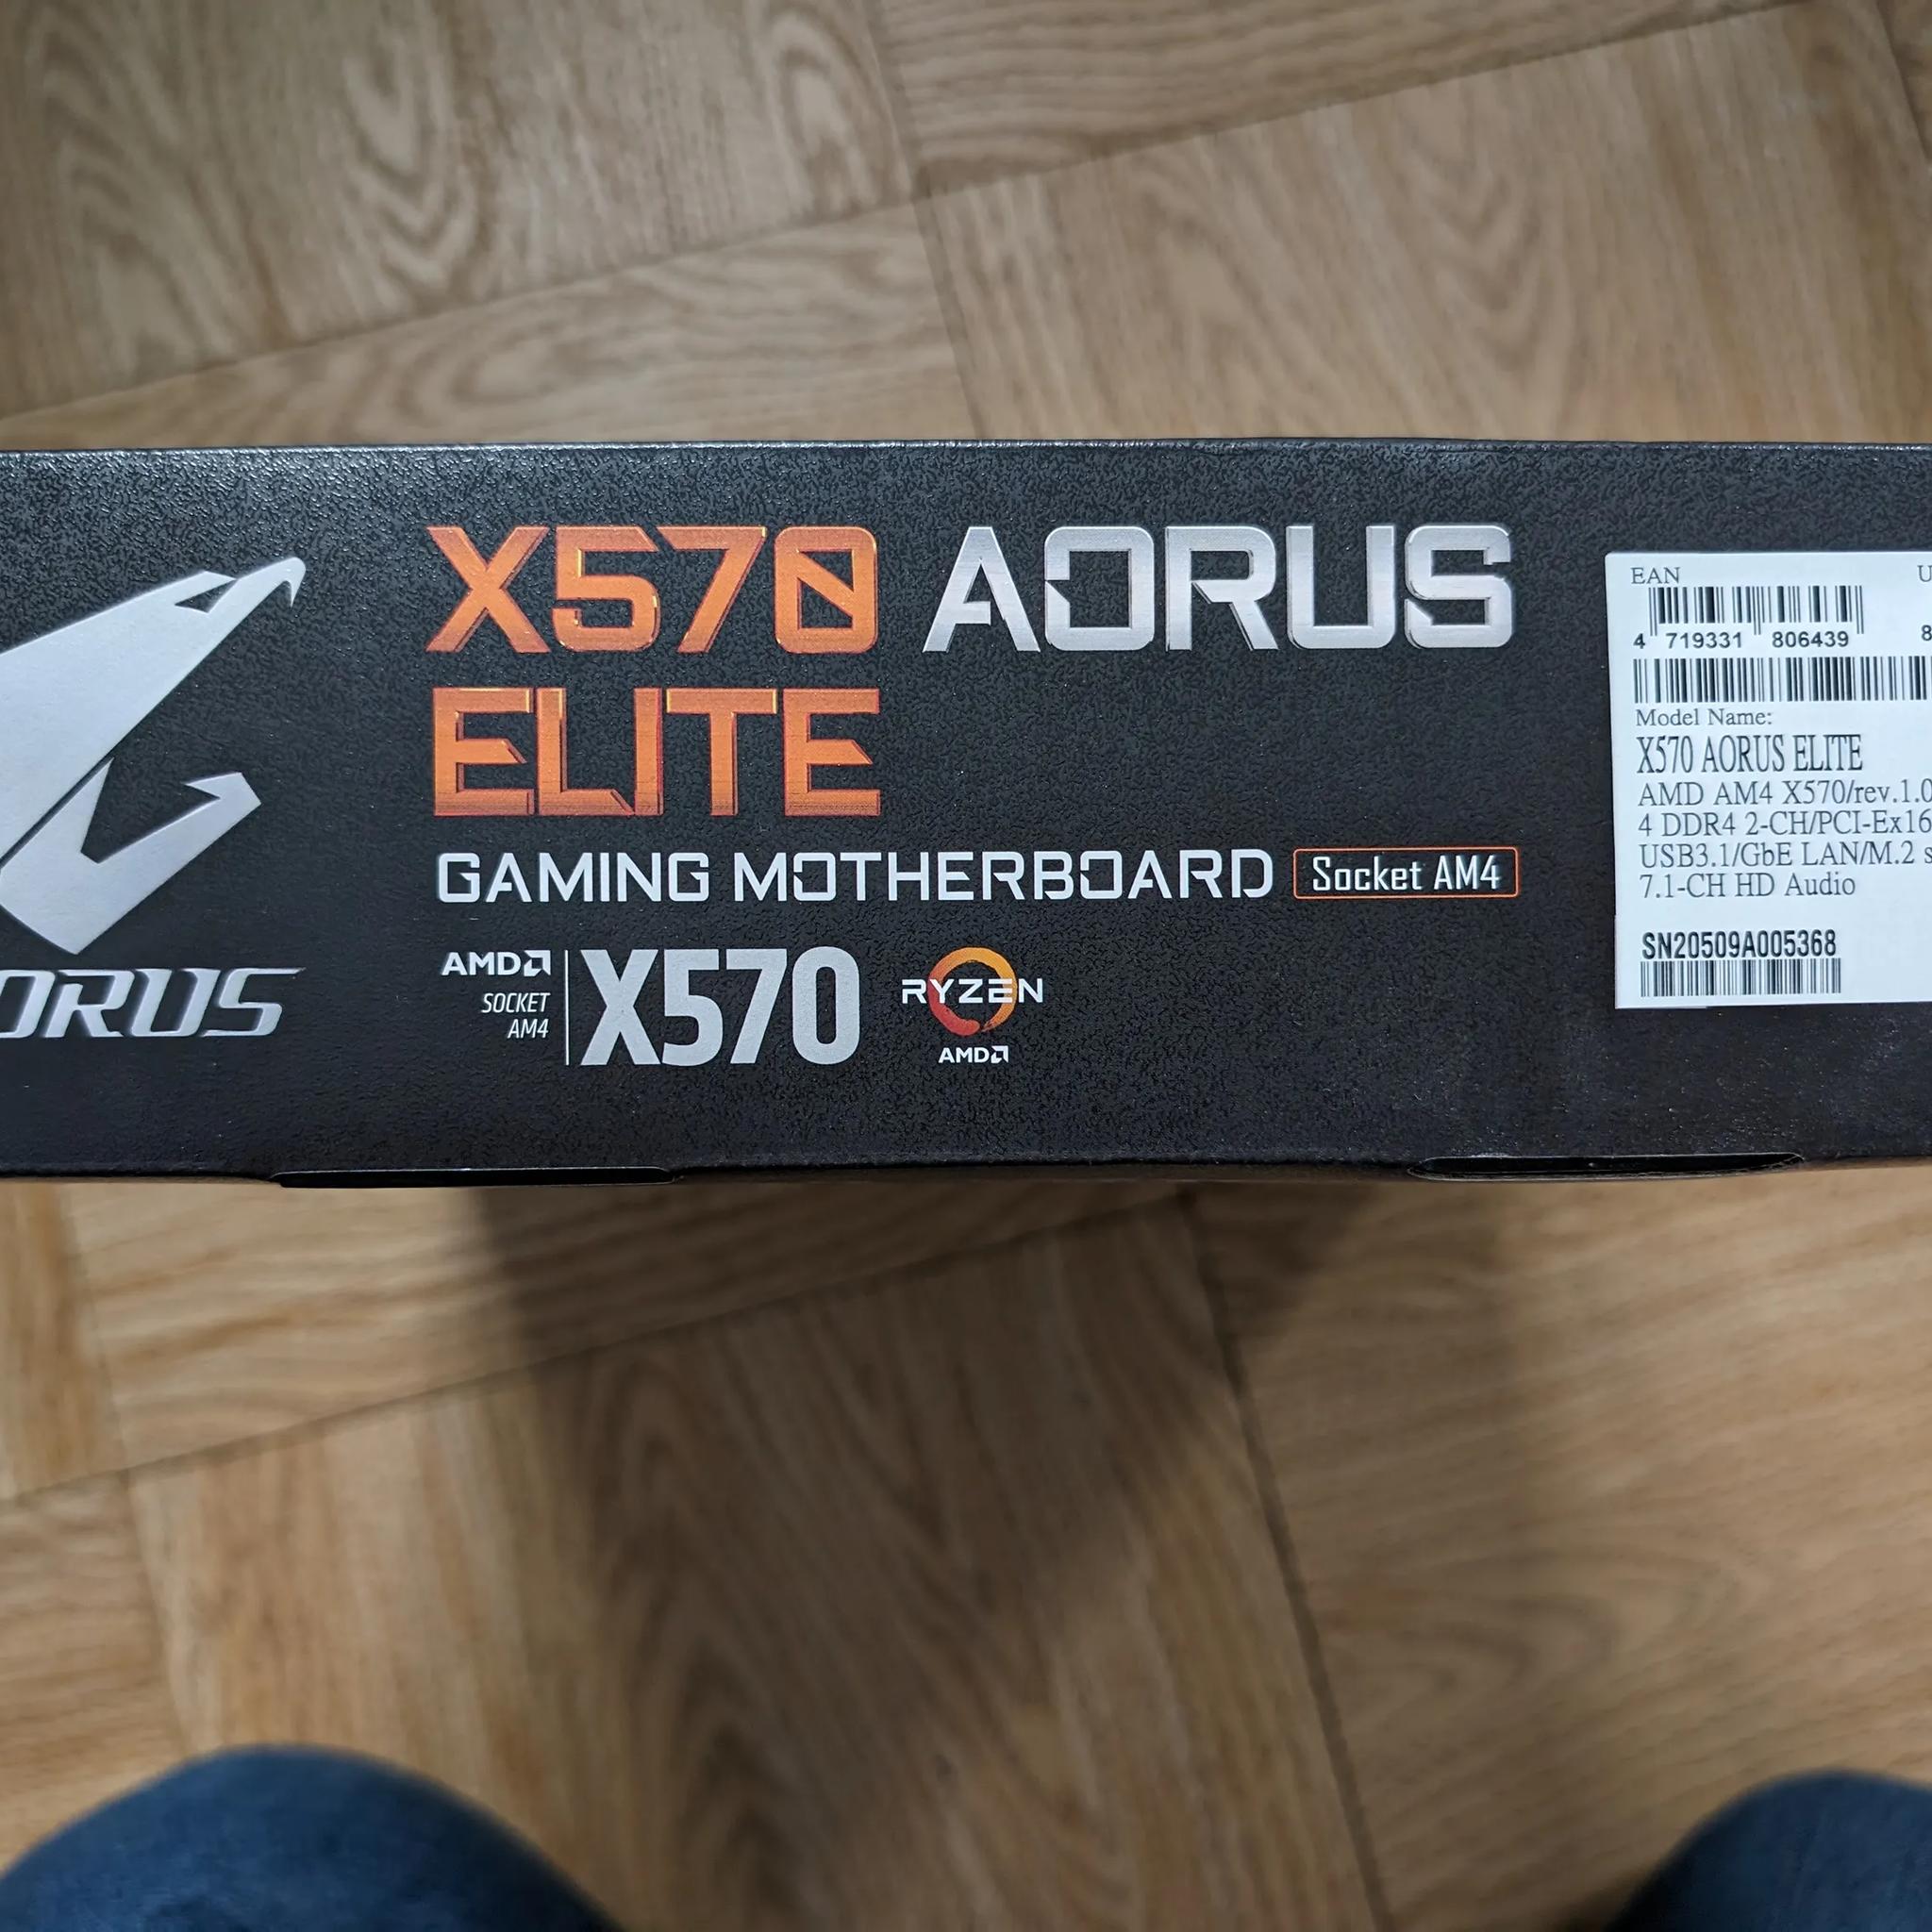 X570 AORUS
ELITE
GAMING MOTHERBOARD Socket AM4
AMD
SOCKET
AM4
X570
RYZEN
AMD
ORUS
EAN
4 719331 806439
Model Name:
X570 AORUS ELITE
AMD AM4 X570/rev.1.0
4 DDR4 2-CH/PCI-Ex16
USB3.1/GbE LAN/M.2 s
7.1-CH HD Audio
SN20509A005368